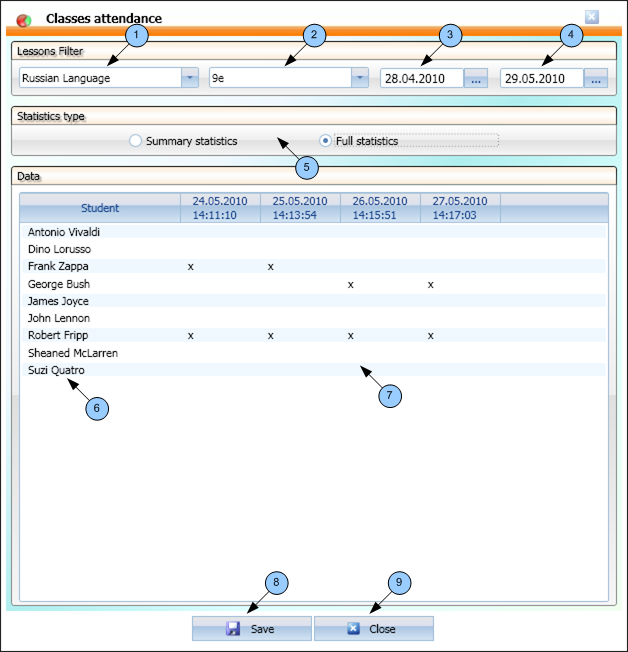 Classes attendance
1 2 3 4
Lessons Filter
Russian Language 9e 28.04.2010 ... 29.05.2010 ...
Statistics type
Summary statistics Full statistics
5
Data
Student 24.05.2010 14:11:10 25.05.2010 14:13:54 26.05.2010 14:15:51 27.05.2010 14:17:03
Antonio Vivaldi
Dino Lorusso
Frank Zappa x x
George Bush x x
James Joyce
John Lennon
Robert Fripp x x x x
Sheaned McLarren
Suzi Quatro
7
6
8 9
Save Close